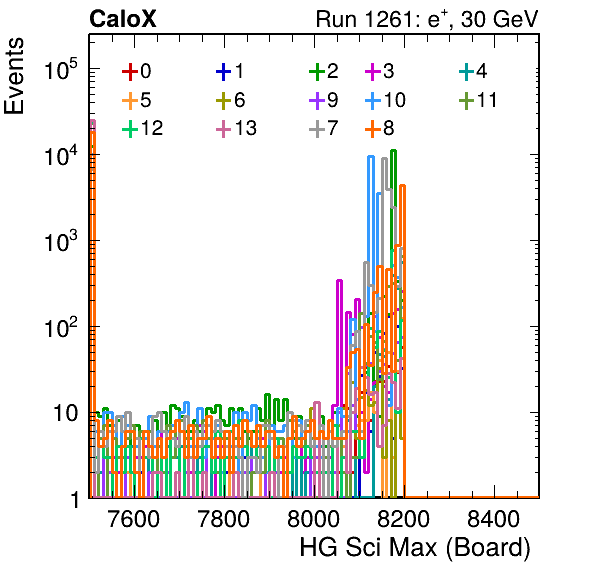 CaloX Run 1261: e⁺, 30 GeV
Events
10⁵
10⁴
10³
10²
10
1
0 1 2 3 4
5 6 9 10 11
12 13 7 8
7600 7800 8000 8200 8400
HG Sci Max (Board)